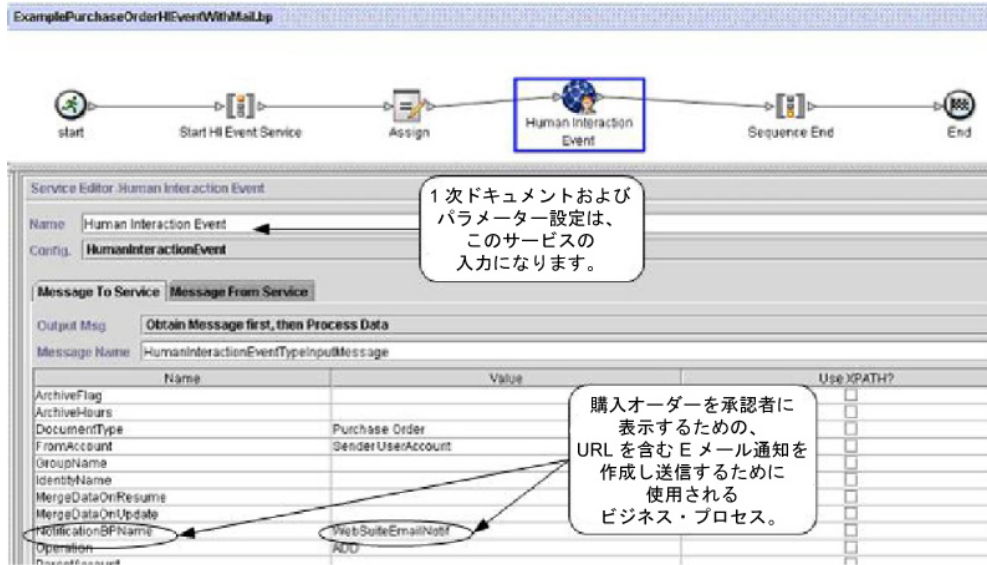 ExamplePurchaseOrderHIEventWithMail.bp
start
Start HI Event Service
Assign
Human Interaction
Event
Sequence End
End
Service Editor :Human Interaction Event
Name
Human Interaction Event
Config.
HumanInteractionEvent
1 次ドキュメントおよび
パラメーター設定は、
このサービスの
入力になります。
Message To Service
Message From Service
Output Msg
Obtain Message first, then Process Data
Message Name
HumanInteractionEventTypeInputMessage
Name Value Use XPATH?
ArchiveFlag
ArchiveHours
DocumentType Purchase Order
FromAccount SenderUserAccount
GroupName
IdentityName
MergeDataOnResume
MergeDataOnUpdate
NotificationBPName WebSuiteEmailNotif
Operation ADD
ParentAccount
購入オーダーを承認者に
表示するための、
URL を含む E メール通知を
作成し送信するために
使用される
ビジネス・プロセス。